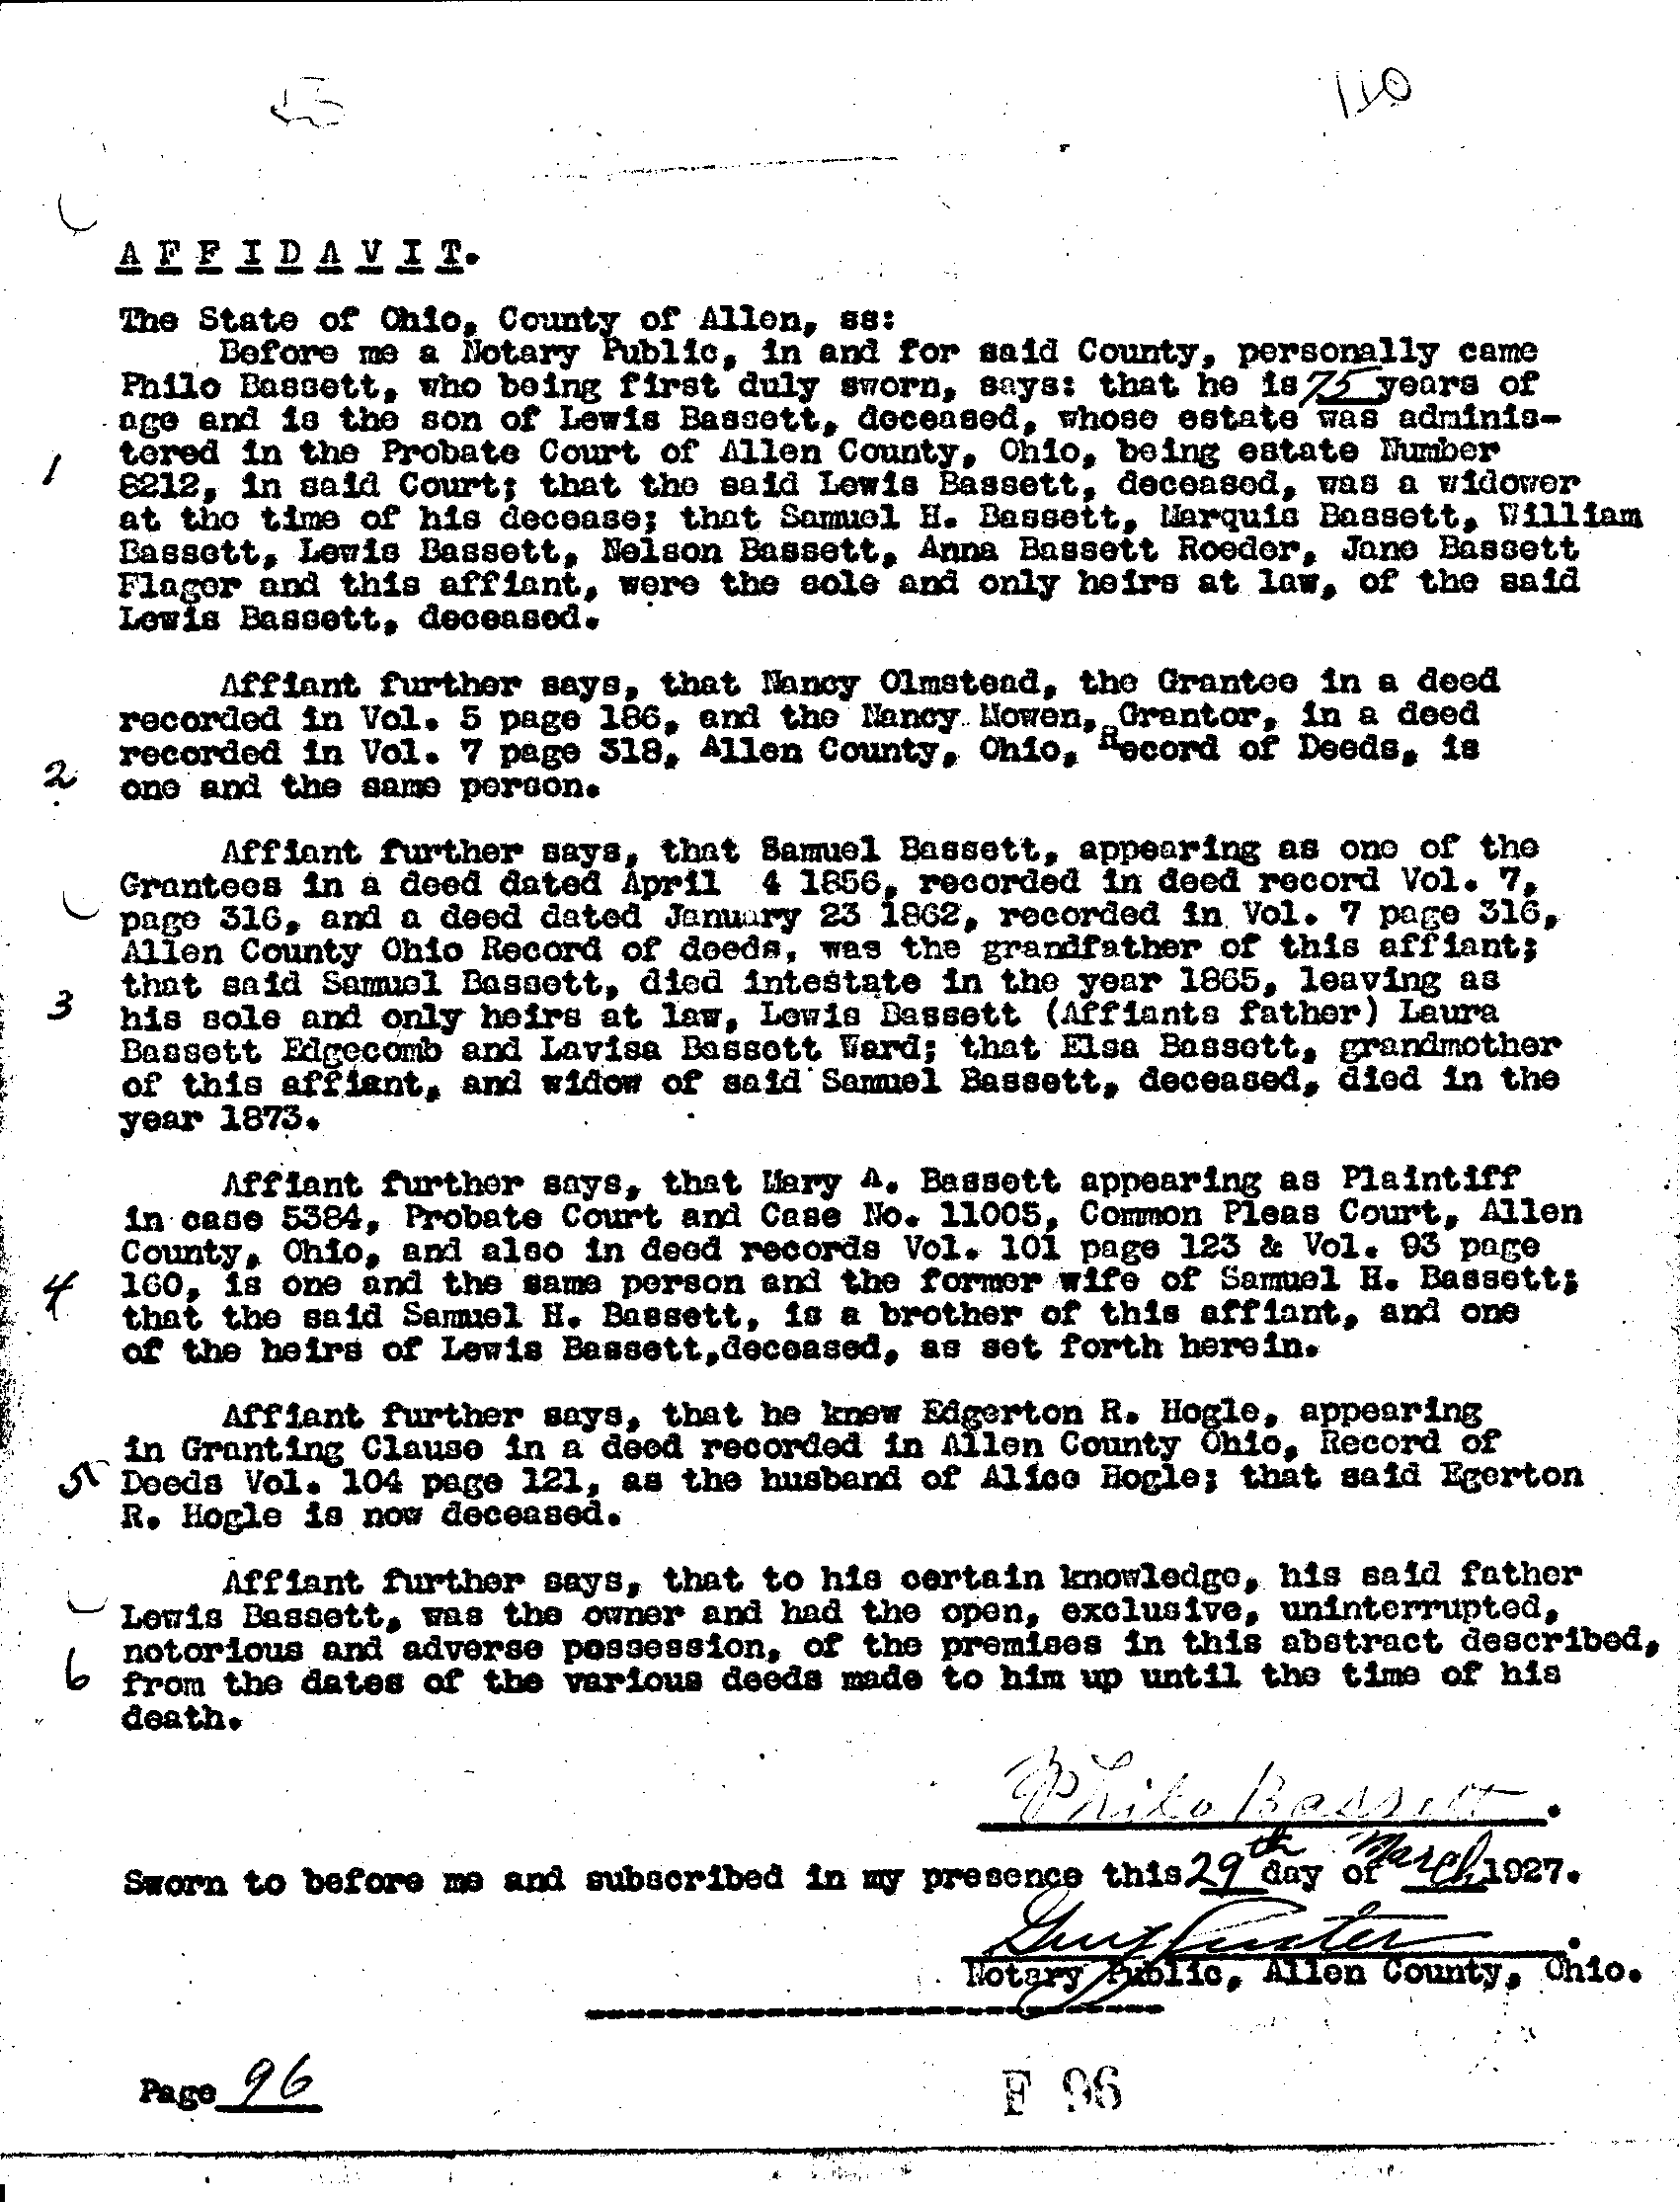 110
A F F I D A V I T.
The State of Ohio, County of Allen, ss:
Before me a Notary Public, in and for said County, personally came
Philo Bassett, who being first duly sworn, says: that he is 75 years of
age and is the son of Lewis Bassett, deceased, whose estate was adminis-
tered in the Probate Court of Allen County, Ohio, being estate Number
1
8212, in said Court; that the said Lewis Bassett, deceased, was a widower
at the time of his decease; that Samuel H. Bassett, Marquis Bassett, William
Bassett, Lewis Bassett, Nelson Bassett, Anna Bassett Roeder, Jane Bassett
Flager and this affiant, were the sole and only heirs at law, of the said
Lewis Bassett, deceased.
Affiant further says, that Nancy Olmstead, the Grantee in a deed
recorded in Vol. 5 page 186, and the Nancy Mowen, Grantor, in a deed
recorded in Vol. 7 page 318, Allen County, Ohio, Record of Deeds, is
2
one and the same person.
Affiant further says, that Samuel Bassett, appearing as one of the
Grantees in a deed dated April 4 1856, recorded in deed record Vol. 7,
page 316, and a deed dated January 23 1862, recorded in Vol. 7 page 316,
Allen County Ohio Record of deeds, was the grandfather of this affiant;
that said Samuel Bassett, died intestate in the year 1865, leaving as
3
his sole and only heirs at law, Lewis Bassett (Affiants father) Laura
Bassett Edgecomb and Lavisa Bassett Ward; that Elsa Bassett, grandmother
of this affiant, and widow of said Samuel Bassett, deceased, died in the
year 1873.
Affiant further says, that Mary A. Bassett appearing as Plaintiff
in case 5384, Probate Court and Case No. 11005, Common Pleas Court, Allen
County, Ohio, and also in deed records Vol. 101 page 123 & Vol. 93 page
4
160, is one and the same person and the former wife of Samuel H. Bassett;
that the said Samuel H. Bassett, is a brother of this affiant, and one
of the heirs of Lewis Bassett,deceased, as set forth herein.
Affiant further says, that he knew Edgerton R. Hogle, appearing
in Granting Clause in a deed recorded in Allen County Ohio, Record of
5
Deeds Vol. 104 page 121, as the husband of Alice Hogle; that said Egerton
R. Hogle is now deceased.
Affiant further says, that to his certain knowledge, his said father
Lewis Bassett, was the owner and had the open, exclusive, uninterrupted,
notorious and adverse possession, of the premises in this abstract described,
6
from the dates of the various deeds made to him up until the time of his
death.
Philo Bassett.
Sworn to before me and subscribed in my presence this 29th day of March 1927.
Notary Public, Allen County, Ohio.
Page 96
F 96